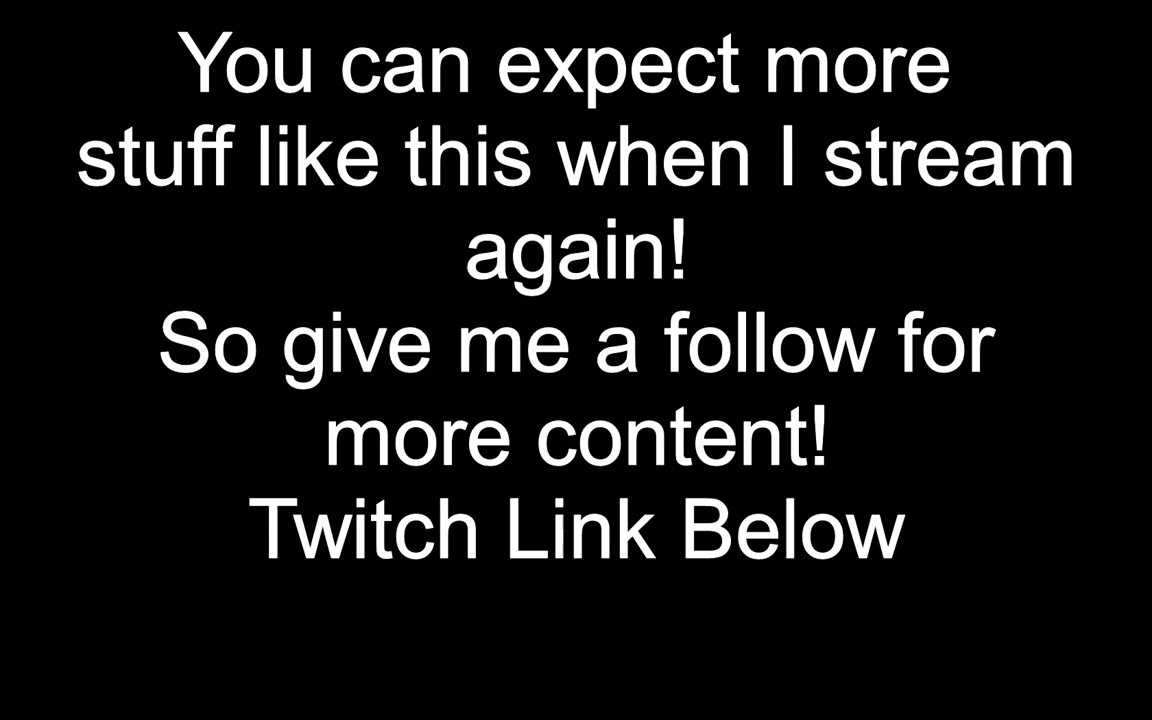 You can expect more
stuff like this when I stream
again!
So give me a follow for
more content!
Twitch Link Below